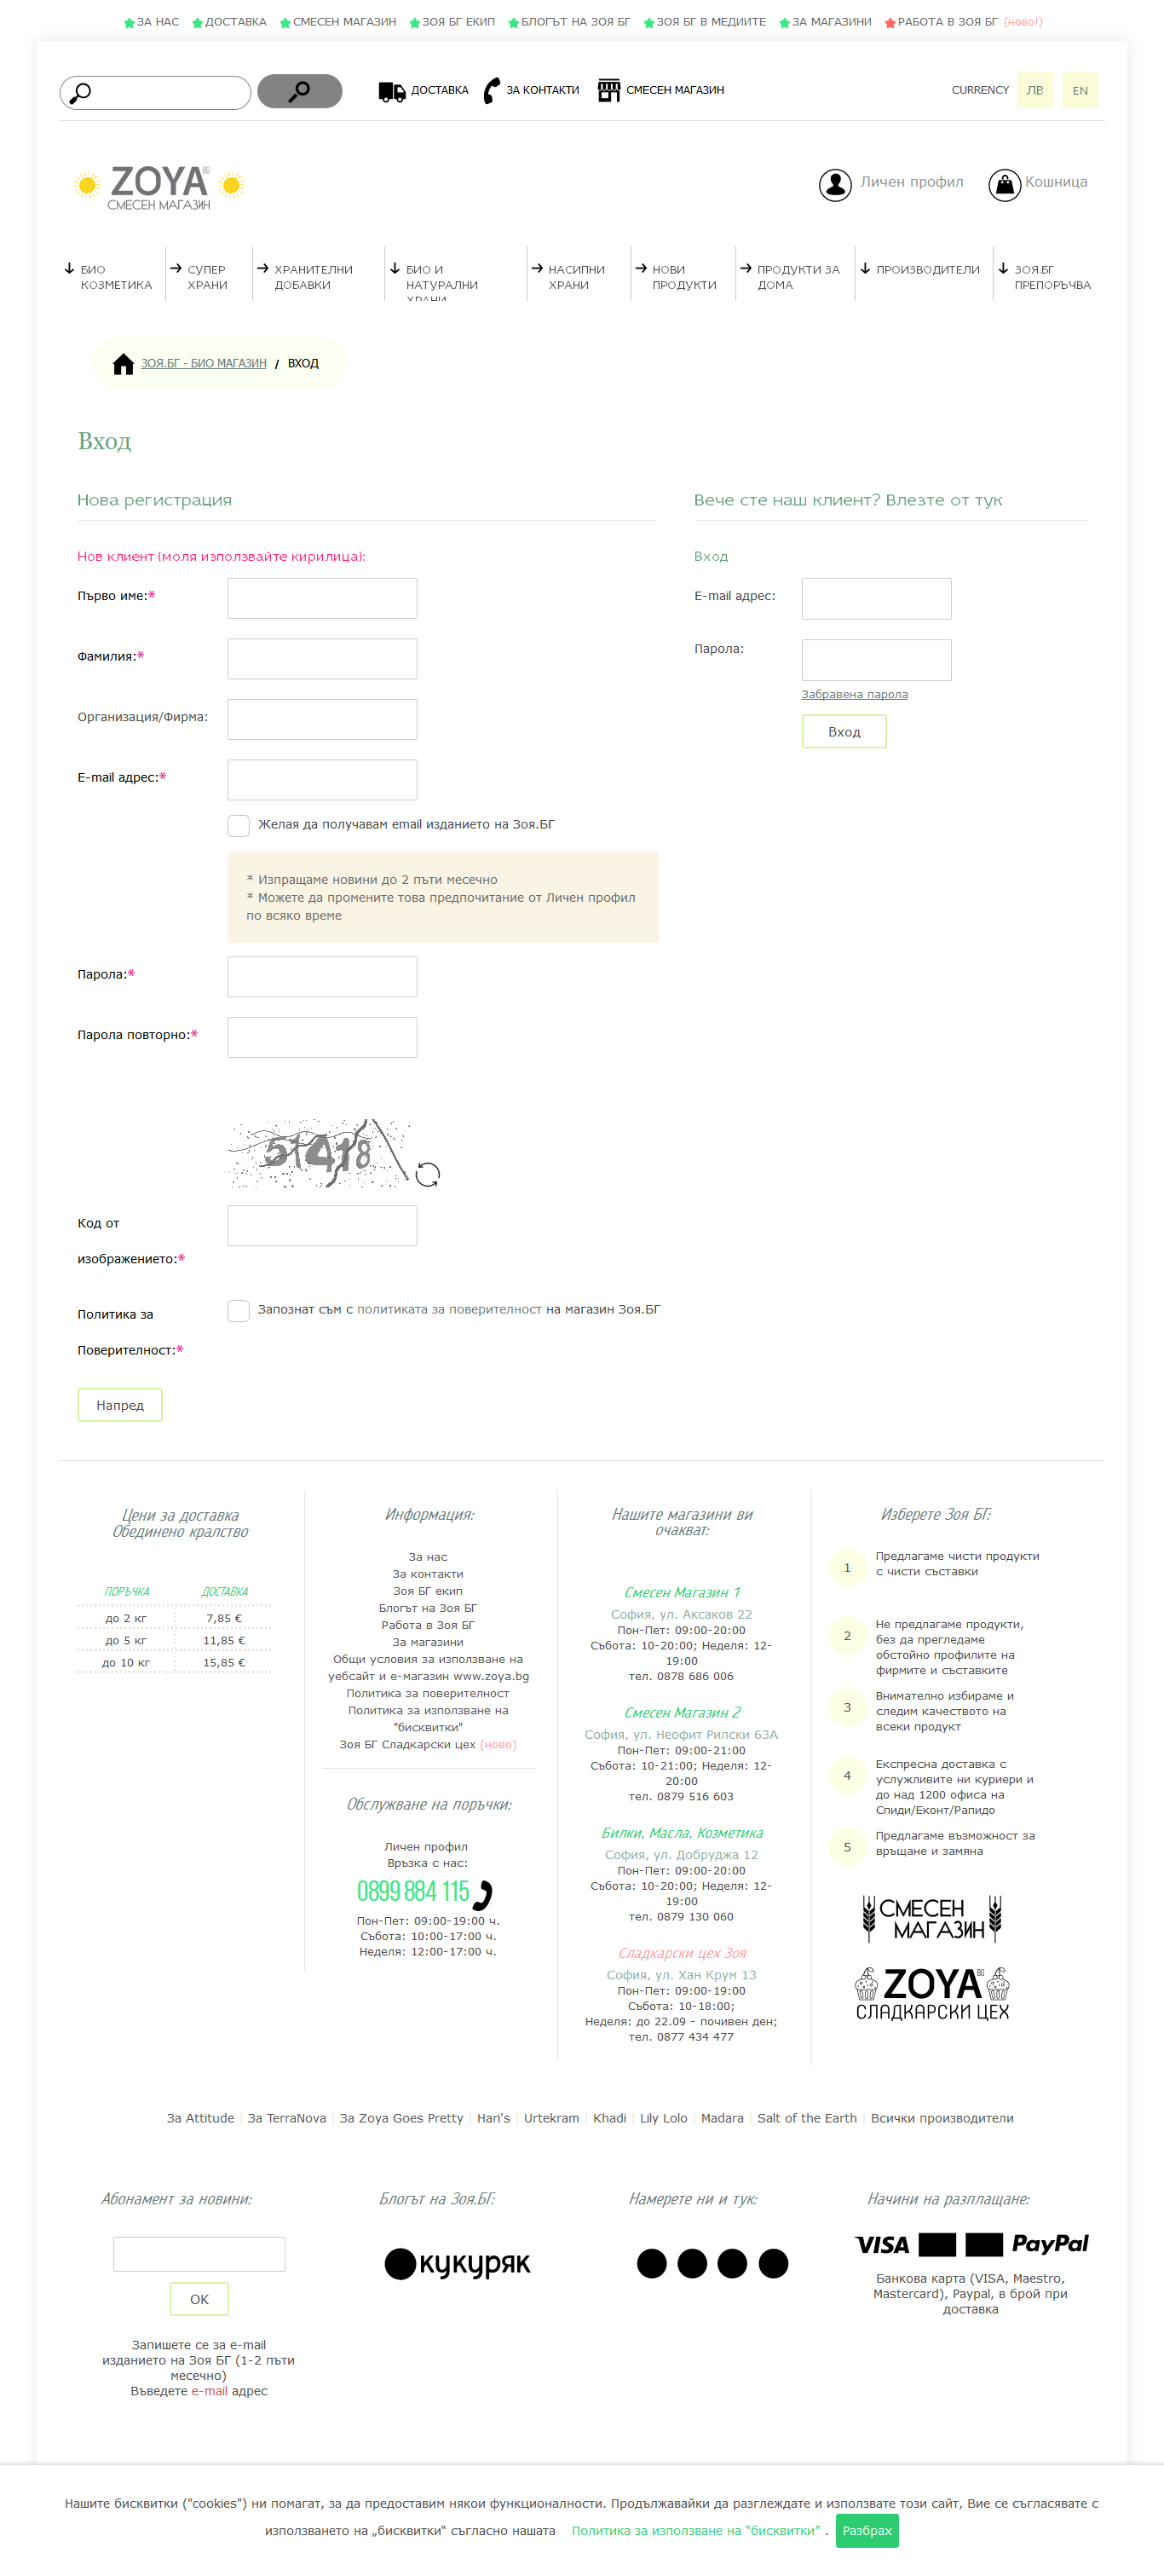 ЗА НАС ДОСТАВКА СМЕСЕН МАГАЗИН ЗОЯ БГ ЕКИП БЛОГЪТ НА ЗОЯ БГ ЗОЯ БГ В МЕДИИТЕ ЗА МАГАЗИНИ РАБОТА В ЗОЯ БГ (ново!)
ДОСТАВКА ЗА КОНТАКТИ СМЕСЕН МАГАЗИН CURRENCY ЛВ EN
ZOYA BG
СМЕСЕН МАГАЗИН
Личен профил Кошница
БИО КОЗМЕТИКА
СУПЕР ХРАНИ
ХРАНИТЕЛНИ ДОБАВКИ
БИО И НАТУРАЛНИ ХРАНИ
НАСИПНИ ХРАНИ
НОВИ ПРОДУКТИ
ПРОДУКТИ ЗА ДОМА
ПРОИЗВОДИТЕЛИ
ЗОЯ.БГ ПРЕПОРЪЧВА
ЗОЯ.БГ - БИО МАГАЗИН / ВХОД
Вход
Нова регистрация
Нов клиент (моля използвайте кирилица):
Първо име:*
Фамилия:*
Организация/Фирма:
E-mail адрес:*
Желая да получавам email изданието на Зоя.БГ
* Изпращаме новини до 2 пъти месечно
* Можете да промените това предпочитание от Личен профил
по всяко време
Парола:*
Парола повторно:*
51418
Код от
изображението:*
Политика за
Поверителност:*
Запознат съм с политиката за поверителност на магазин Зоя.БГ
Напред
Вече сте наш клиент? Влезте от тук
Вход
E-mail адрес:
Парола:
Забравена парола
Вход
Цени за доставка
Обединено кралство
ПОРЪЧКА ДОСТАВКА
до 2 кг 7,85 €
до 5 кг 11,85 €
до 10 кг 15,85 €
Информация:
За нас
За контакти
Зоя БГ екип
Блогът на Зоя БГ
Работа в Зоя БГ
За магазини
Общи условия за използване на
уебсайт и е-магазин www.zoya.bg
Политика за поверителност
Политика за използване на
"бисквитки"
Зоя БГ Сладкарски цех (ново)
Обслужване на поръчки:
Личен профил
Връзка с нас:
0899 884 115
Пон-Пет: 09:00-19:00 ч.
Събота: 10:00-17:00 ч.
Неделя: 12:00-17:00 ч.
Нашите магазини ви
очакват:
Смесен Магазин 1
София, ул. Аксаков 22
Пон-Пет: 09:00-20:00
Събота: 10-20:00; Неделя: 12-
19:00
тел. 0878 686 006
Смесен Магазин 2
София, ул. Неофит Рилски 63А
Пон-Пет: 09:00-21:00
Събота: 10-21:00; Неделя: 12-
20:00
тел. 0879 516 603
Билки, Масла, Козметика
София, ул. Добруджа 12
Пон-Пет: 09:00-20:00
Събота: 10-20:00; Неделя: 12-
19:00
тел. 0879 130 060
Сладкарски цех Зоя
София, ул. Хан Крум 13
Пон-Пет: 09:00-19:00
Събота: 10-18:00;
Неделя: до 22.09 - почивен ден;
тел. 0877 434 477
Изберете Зоя БГ:
1 Предлагаме чисти продукти
с чисти съставки
2 Не предлагаме продукти,
без да прегледаме
обстойно профилите на
фирмите и съставките
3 Внимателно избираме и
следим качеството на
всеки продукт
4 Експресна доставка с
услужливите ни куриери и
до над 1200 офиса на
Спиди/Еконт/Рапидо
5 Предлагаме възможност за
връщане и замяна
СМЕСЕН
МАГАЗИН
ZOYA BG
СЛАДКАРСКИ ЦЕХ
За Attitude | За TerraNova | За Zoya Goes Pretty | Hari's | Urtekram | Khadi | Lily Lolo | Madara | Salt of the Earth | Всички производители
Абонамент за новини:
OK
Запишете се за e-mail
изданието на Зоя БГ (1-2 пъти
месечно)
Въведете e-mail адрес
Блогът на Зоя.БГ:
кукуряк
Намерете ни и тук:
Начини на разплащане:
VISA PayPal
Банкова карта (VISA, Maestro,
Mastercard), Paypal, в брой при
доставка
Нашите бисквитки ("cookies") ни помагат, за да предоставим някои функционалности. Продължавайки да разглеждате и използвате този сайт, Вие се съгласявате с
използването на „бисквитки“ съгласно нашата Политика за използване на “бисквитки” . Разбрах